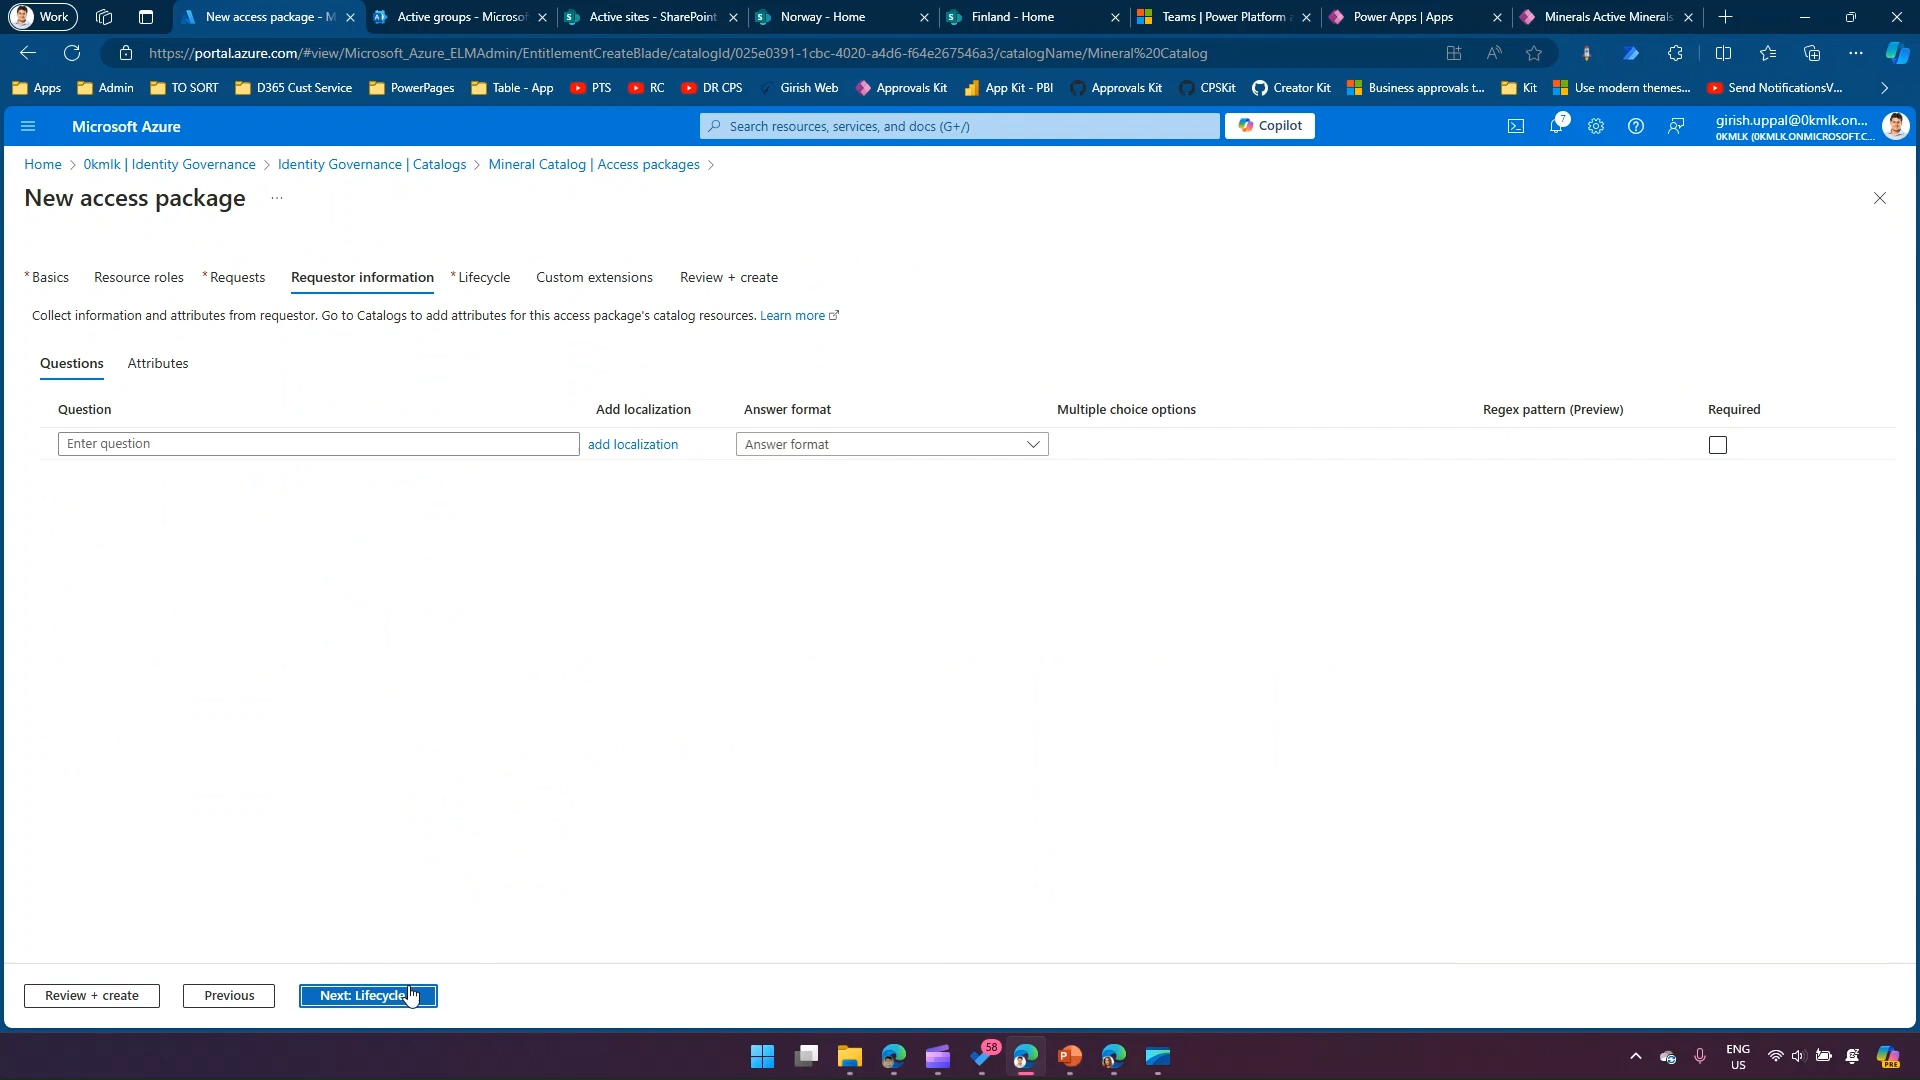 Work
New access package - M
Active groups - Microsof
Active sites - SharePoint
Norway - Home
Finland - Home
Teams | Power Platform a
Power Apps | Apps
Minerals Active Minerals
https://portal.azure.com/#view/Microsoft_Azure_ELMAdmin/EntitlementCreateBlade/catalogId/025e0391-1cbc-4020-a4d6-f64e267546a3/catalogName/Mineral%20Catalog
Apps Admin TO SORT D365 Cust Service PowerPages Table - App PTS RC DR CPS Girish Web Approvals Kit App Kit - PBI Approvals Kit CPSKit Creator Kit Business approvals t... Kit Use modern themes... Send NotificationsV...
Microsoft Azure
Search resources, services, and docs (G+/)
Copilot
7
girish.uppal@0kmlk.on...
0KMLK (0KMLK.ONMICROSOFT.C...
Home > 0kmlk | Identity Governance > Identity Governance | Catalogs > Mineral Catalog | Access packages >
New access package ...
* Basics Resource roles * Requests Requestor information * Lifecycle Custom extensions Review + create
Collect information and attributes from requestor. Go to Catalogs to add attributes for this access package's catalog resources. Learn more
Questions Attributes
Question Add localization Answer format Multiple choice options Regex pattern (Preview) Required
Enter question add localization Answer format
Review + create Previous Next: Lifecycle
58
ENG
US
PRE